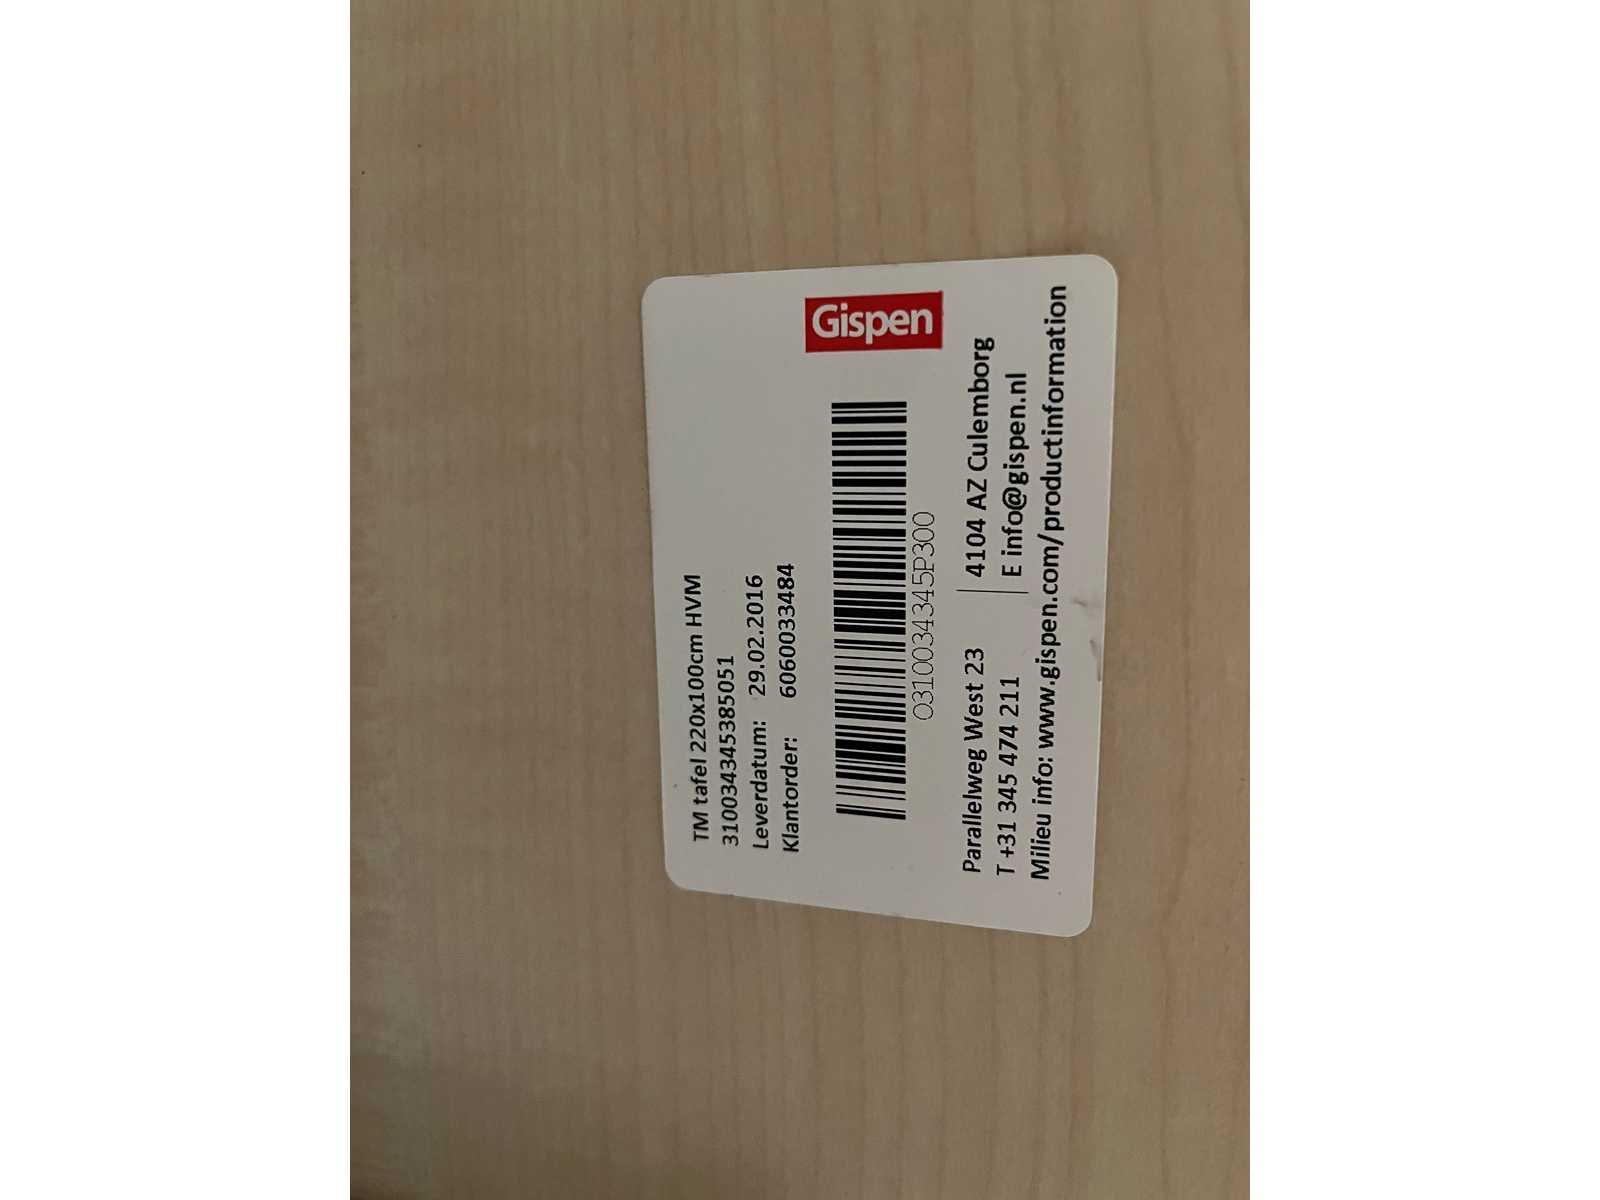 TM tafel 220x100cm HVM
3100343454385051
Leverdatum: 29.02.2016
Klantorder: 6060033484
Gispen
0310034345P300
Parallelweg West 23 | 4104 AZ Culemborg
T +31 345 474 211 | E info@gispen.nl
Milieu info: www.gispen.com/productinformation